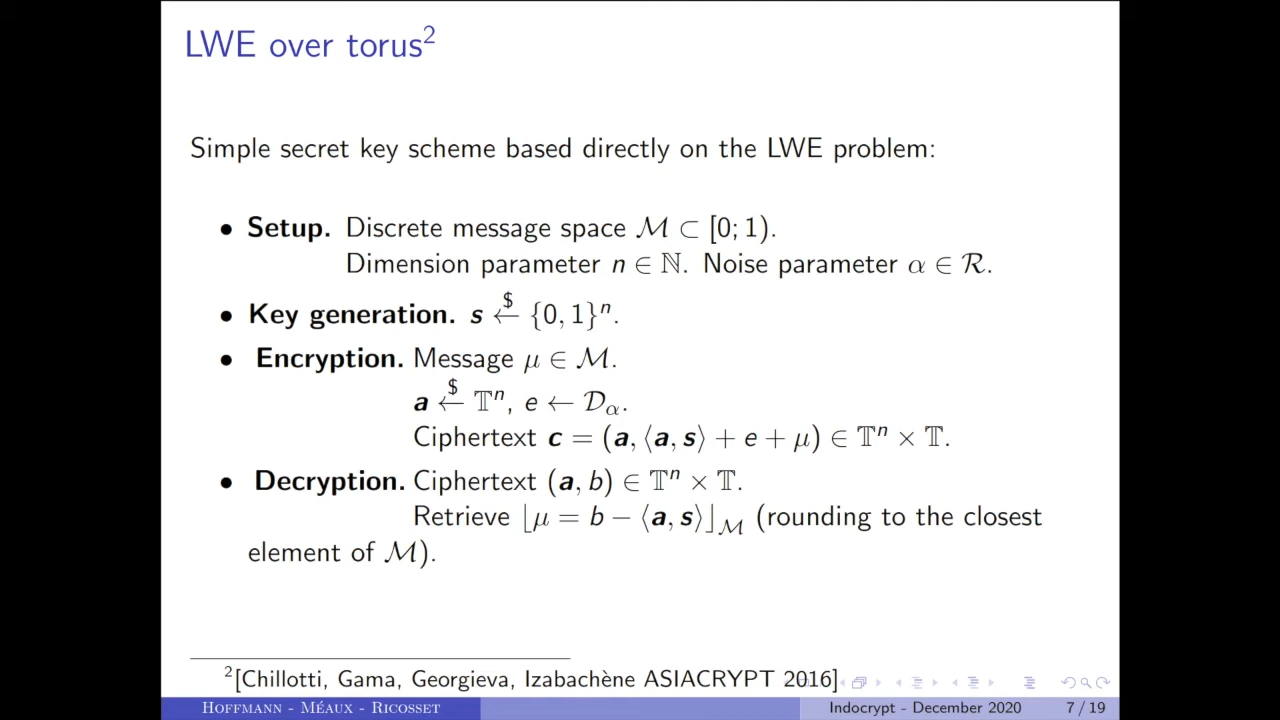 LWE over torus²
Simple secret key scheme based directly on the LWE problem:
• Setup. Discrete message space ℳ ⊂ [0; 1).
Dimension parameter n ∈ ℕ. Noise parameter α ∈ ℛ.
• Key generation. s ←$ {0, 1}ⁿ.
• Encryption. Message μ ∈ ℳ.
a ←$ 𝕋ⁿ, e ← 𝒟_α.
Ciphertext c = (a, ⟨a, s⟩ + e + μ) ∈ 𝕋ⁿ × 𝕋.
• Decryption. Ciphertext (a, b) ∈ 𝕋ⁿ × 𝕋.
Retrieve ⌊μ = b − ⟨a, s⟩⌋_ℳ (rounding to the closest
element of ℳ).
²[Chillotti, Gama, Georgieva, Izabachène ASIACRYPT 2016]
Hoffmann - Méaux - Ricosset Indocrypt - December 2020 7 / 19